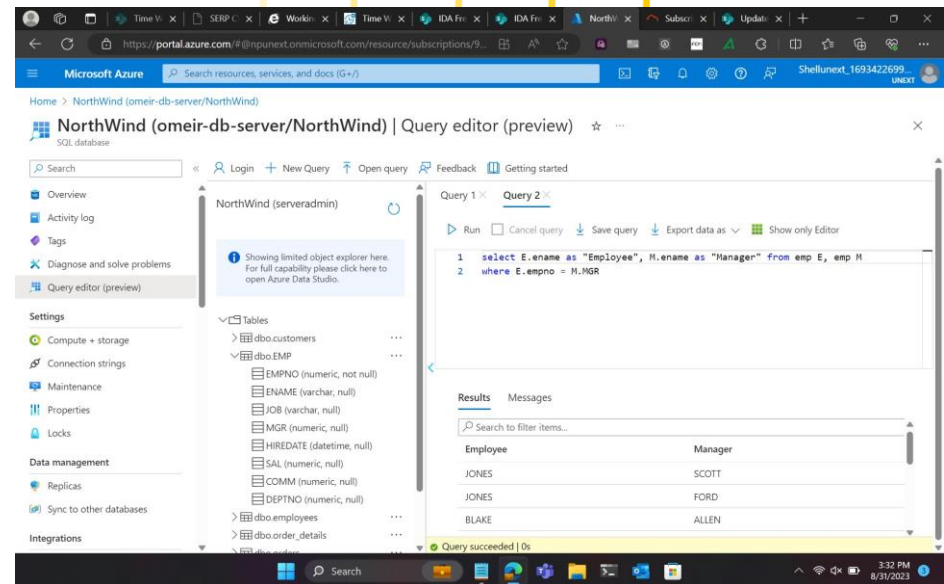 Time W
SERP C
Workin
Time W
IDA Fre
IDA Fre
NorthW
Subscri
Update
https://portal.azure.com/#@npunext.onmicrosoft.com/resource/subscriptions/9...
Microsoft Azure
Search resources, services, and docs (G+/)
Shellunext_1693422699...
UNEXT
Home > NorthWind (omeir-db-server/NorthWind)
NorthWind (omeir-db-server/NorthWind) | Query editor (preview)
SQL database
Search
Login
New Query
Open query
Feedback
Getting started
Overview
Activity log
Tags
Diagnose and solve problems
Query editor (preview)
Settings
Compute + storage
Connection strings
Maintenance
Properties
Locks
Data management
Replicas
Sync to other databases
Integrations
NorthWind (serveradmin)
Showing limited object explorer here.
For full capability please click here to
open Azure Data Studio.
Tables
dbo.customers
dbo.EMP
EMPNO (numeric, not null)
ENAME (varchar, null)
JOB (varchar, null)
MGR (numeric, null)
HIREDATE (datetime, null)
SAL (numeric, null)
COMM (numeric, null)
DEPTNO (numeric, null)
dbo.employees
dbo.order_details
dbo.orders
Query 1
Query 2
Run
Cancel query
Save query
Export data as
Show only Editor
1 select E.ename as "Employee", M.ename as "Manager" from emp E, emp M
2 where E.empno = M.MGR
Results
Messages
Search to filter items...
Employee Manager
JONES SCOTT
JONES FORD
BLAKE ALLEN
Query succeeded | 0s
Search
3:32 PM
8/31/2023